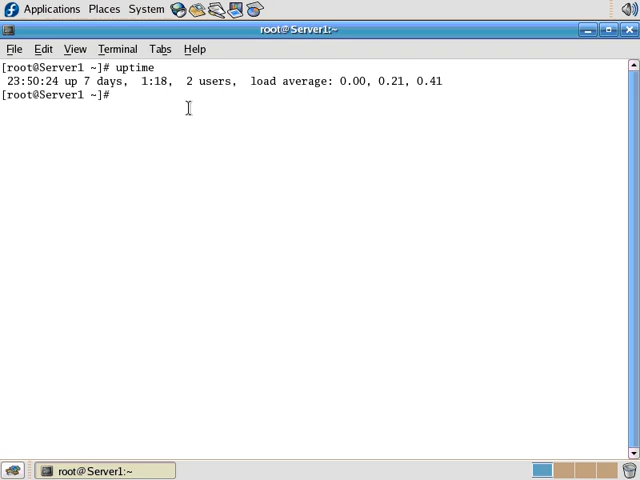 Applications Places System
root@Server1:~
File Edit View Terminal Tabs Help
[root@Server1 ~]# uptime
 23:50:24 up 7 days,  1:18,  2 users,  load average: 0.00, 0.21, 0.41
[root@Server1 ~]#
root@Server1:~